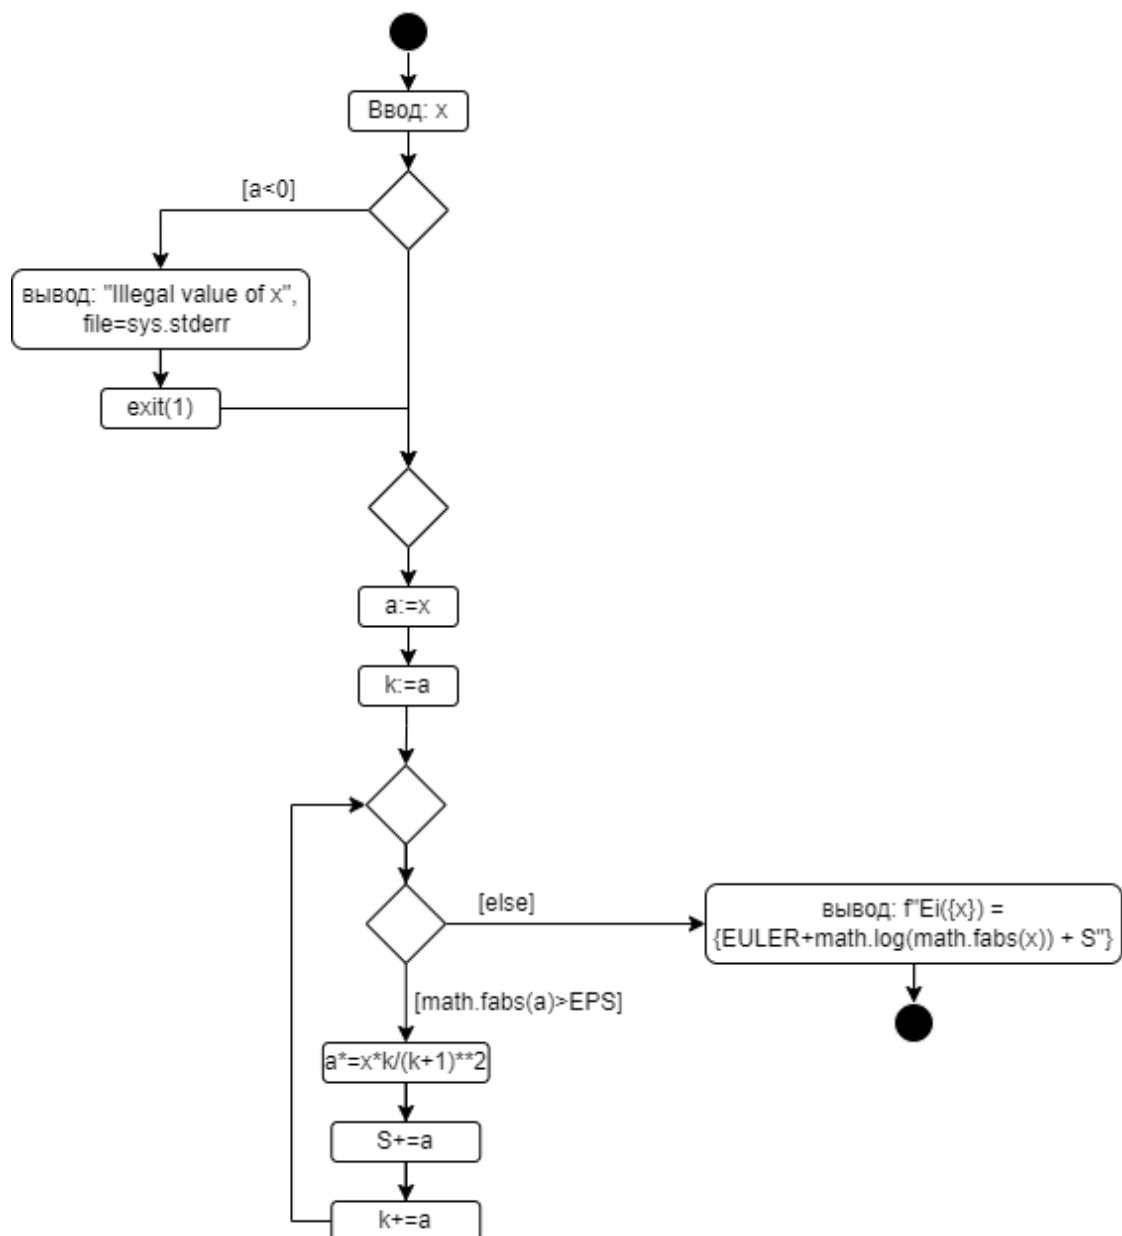 Ввод: x
[a<0]
вывод: "Illegal value of x",
file=sys.stderr
exit(1)
a:=x
k:=a
[else]
вывод: f"Ei({x}) =
{EULER+math.log(math.fabs(x)) + S"}
[math.fabs(a)>EPS]
a*=x*k/(k+1)**2
S+=a
k+=a